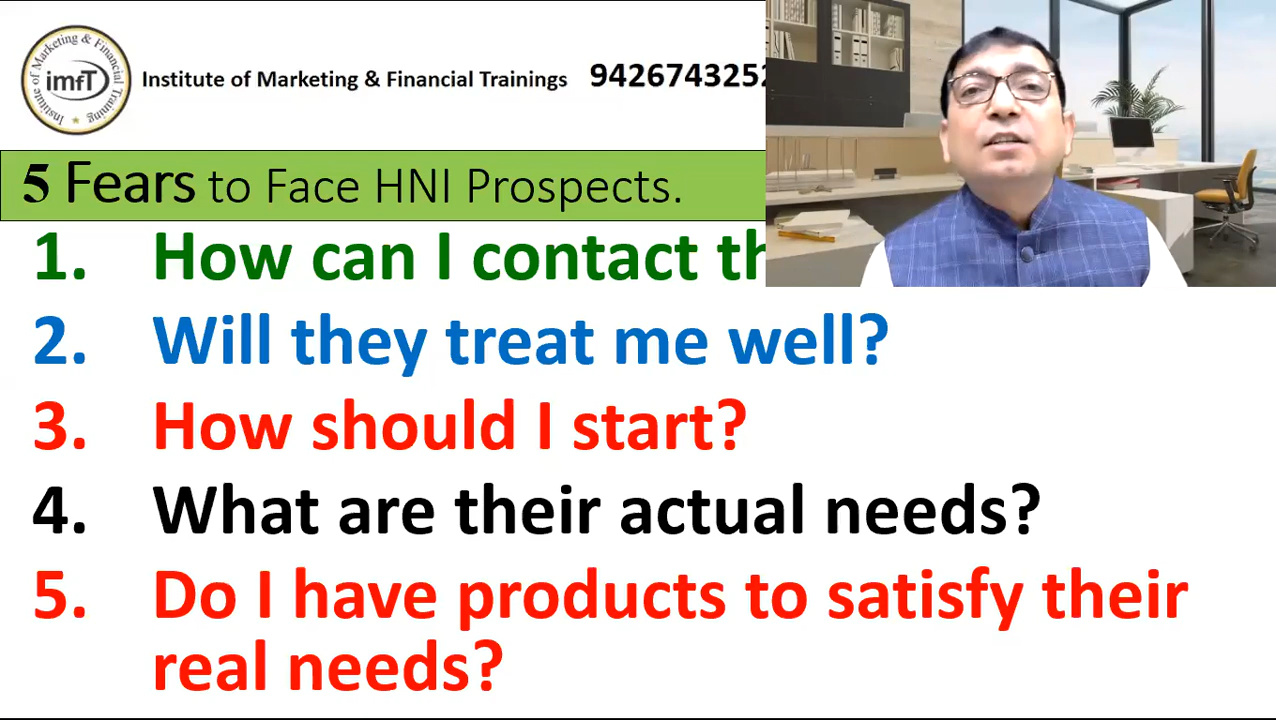 Institute of Marketing & Financial Training
imfT
Institute of Marketing & Financial Trainings 9426743252
5 Fears to Face HNI Prospects.
1. How can I contact th
2. Will they treat me well?
3. How should I start?
4. What are their actual needs?
5. Do I have products to satisfy their
real needs?